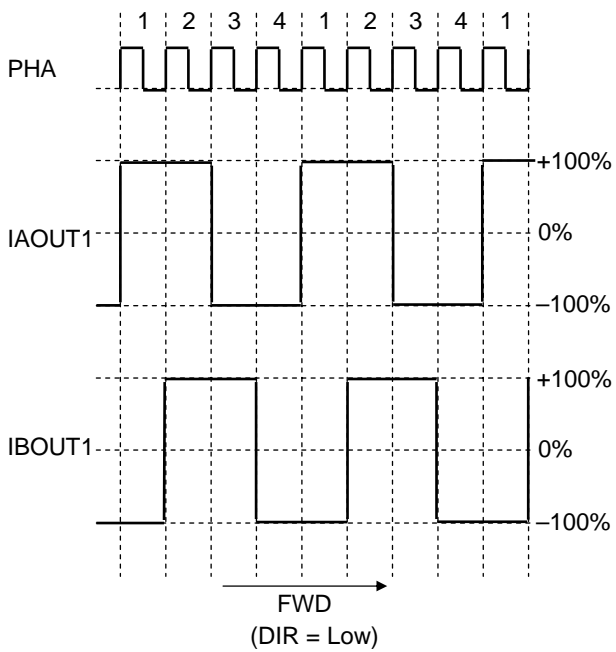 1 2 3 4 1 2 3 4 1
PHA
+100%
IAOUT1
0%
–100%
+100%
IBOUT1
0%
–100%
FWD
(DIR = Low)